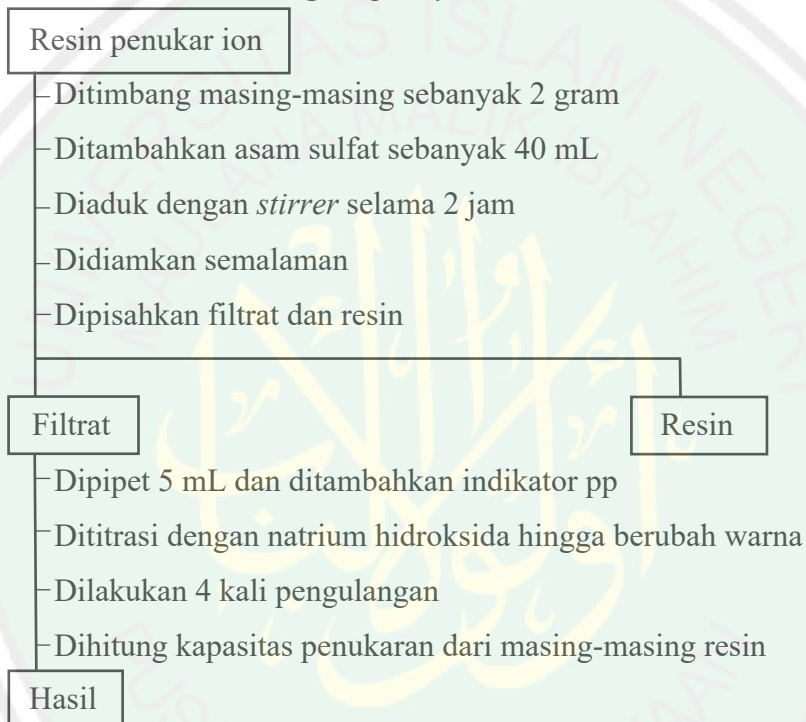 Resin penukar ion
Ditimbang masing-masing sebanyak 2 gram
Ditambahkan asam sulfat sebanyak 40 mL
Diaduk dengan stirrer selama 2 jam
Didiamkan semalaman
Dipisahkan filtrat dan resin
Filtrat
Resin
Dipipet 5 mL dan ditambahkan indikator pp
Dititrasi dengan natrium hidroksida hingga berubah warna
Dilakukan 4 kali pengulangan
Dihitung kapasitas penukaran dari masing-masing resin
Hasil